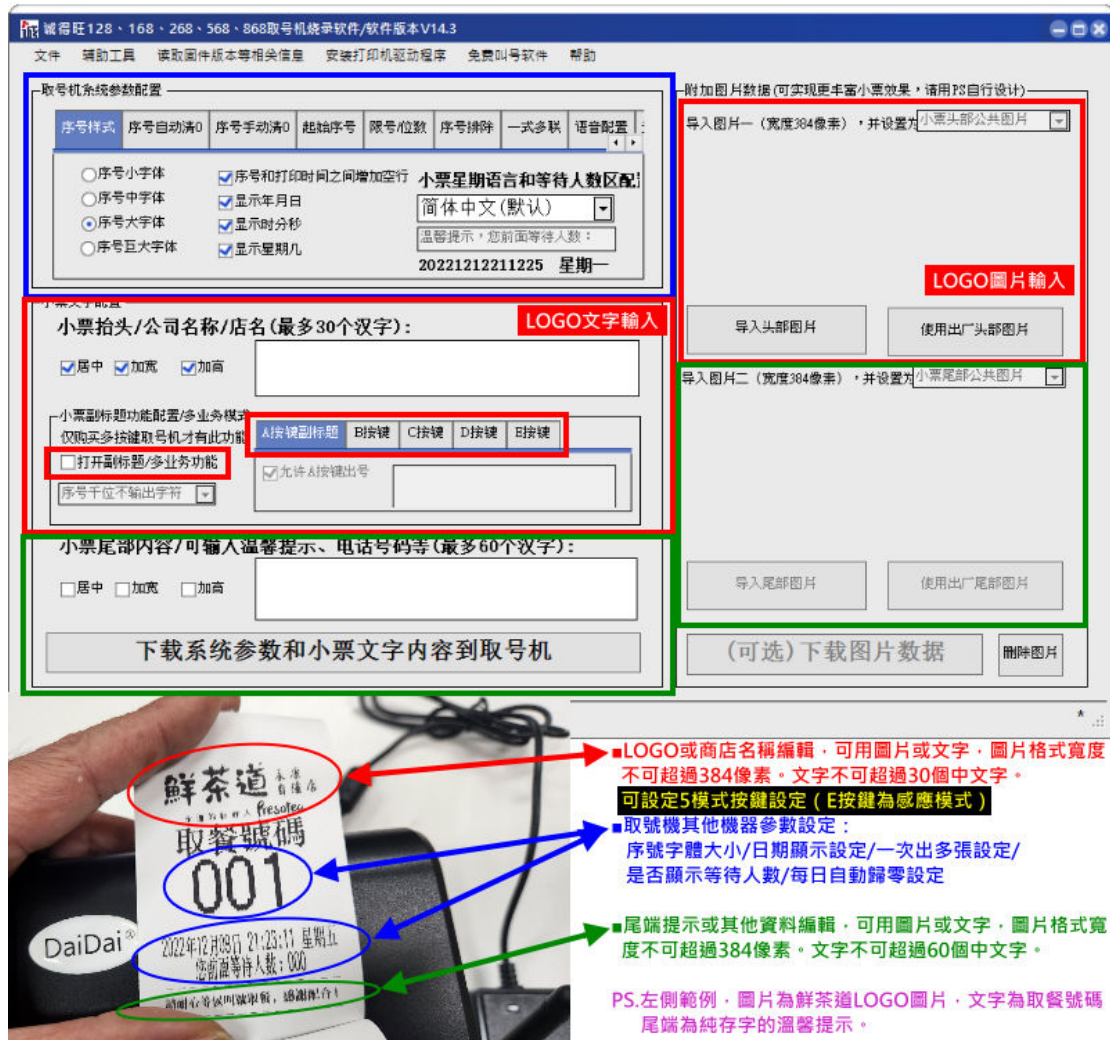 诚得旺128、168、268、568、868取号机烧录软件/软件版本V14.3
文件 辅助工具 读取固件版本等相关信息 安装打印机驱动程序 免费叫号软件 帮助
取号机系统参数配置
序号样式 序号自动清0 序号手动清0 起始序号 限号/位数 序号排除 一式多联 语音配置
序号小字体
序号中字体
序号大字体
序号巨大字体
序号和打印时间之间增加空行
显示年月日
显示时分秒
显示星期几
小票星期语言和等待人数区配
简体中文(默认)
温馨提示，您前面等待人数：
20221212211225 星期一
LOGO文字輸入
小票抬头/公司名称/店名(最多30个汉字):
居中 加宽 加高
小票副标题功能配置/多业务模式
仅购买多按键取号机才有此功能
打开副标题/多业务功能
序号千位不输出字符
A按键副标题 B按键 C按键 D按键 E按键
允许A按键出号
小票尾部内容/可输入温馨提示、电话号码等(最多60个汉字):
居中 加宽 加高
下载系统参数和小票文字内容到取号机
附加图片数据(可实现更丰富小票效果，请用PS自行设计)
导入图片一（宽度384像素），并设置为 小票头部公共图片
LOGO圖片輸入
导入头部图片 使用出厂头部图片
导入图片二（宽度384像素），并设置为 小票尾部公共图片
导入尾部图片 使用出厂尾部图片
(可选)下载图片数据 删除图片
*
鮮茶道
Presotea
取餐號碼
001
2022年12月09日 21:23:11 星期五
您前面等待人数：000
DaiDai®
■LOGO或商店名稱編輯，可用圖片或文字，圖片格式寬度
不可超過384像素。文字不可超過30個中文字。
可設定5模式按鍵設定（E按鍵為感應模式）
■取號機其他機器參數設定：
序號字體大小/日期顯示設定/一次出多張設定/
是否顯示等待人數/每日自動歸零設定
■尾端提示或其他資料編輯，可用圖片或文字，圖片格式寬
度不可超過384像素。文字不可超過60個中文字。
PS.左側範例，圖片為鮮茶道LOGO圖片，文字為取餐號碼
尾端為純存字的溫馨提示。